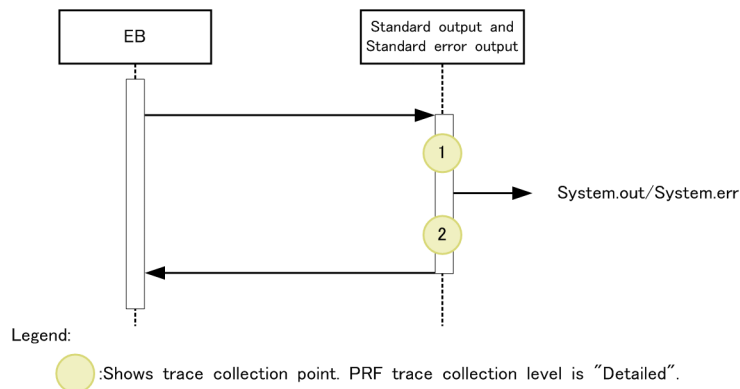 EB
Standard output and
Standard error output
1
System.out/System.err
2
Legend:
:Shows trace collection point. PRF trace collection level is "Detailed".